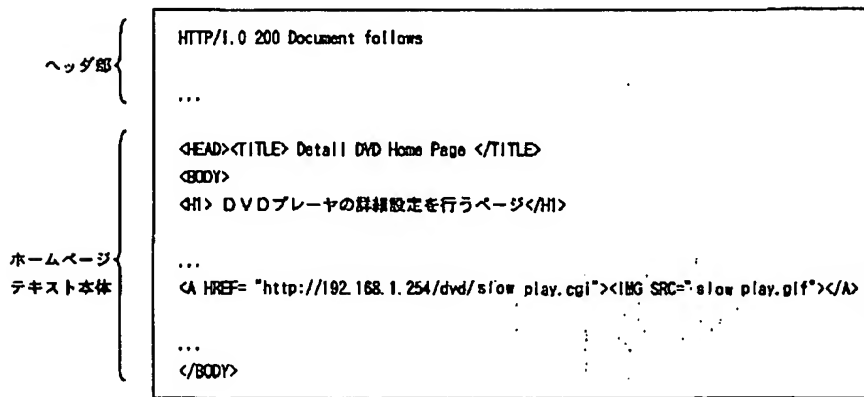 ヘッダ部
HTTP/1.0 200 Document follows
...
ホームページ
テキスト本体
<HEAD><TITLE> Detail DVD Home Page </TITLE>
<BODY>
<H1> DVDプレーヤの詳細設定を行うページ</H1>
...
<A HREF= "http://192.168.1.254/dvd/slow play.cgi"><IMG SRC="slow play.gif"></A>
...
</BODY>